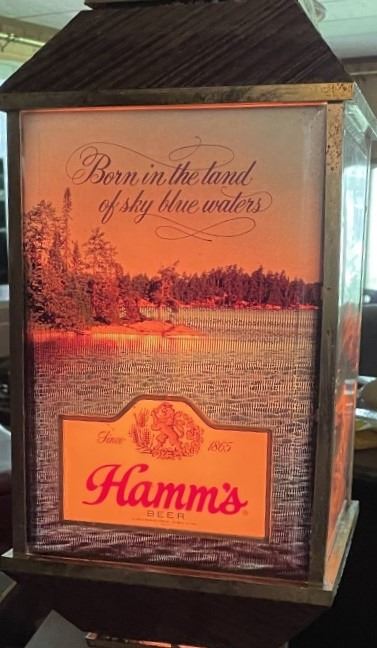 Born in the land
of sky blue waters
Since 1865
Hamm's
BEER